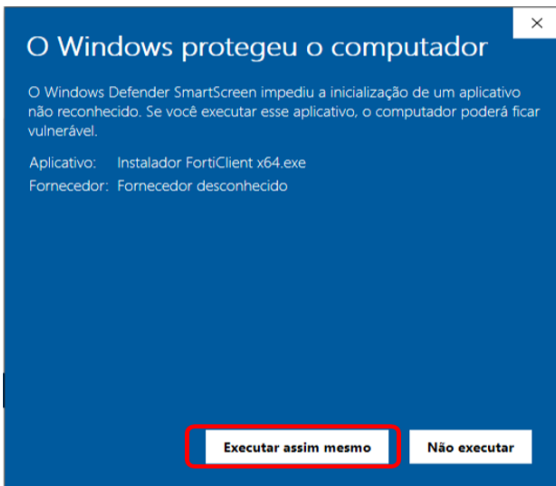 O Windows protegeu o computador
O Windows Defender SmartScreen impediu a inicialização de um aplicativo
não reconhecido. Se você executar esse aplicativo, o computador poderá ficar
vulnerável.
Aplicativo: Instalador FortiClient x64.exe
Fornecedor: Fornecedor desconhecido
Executar assim mesmo
Não executar